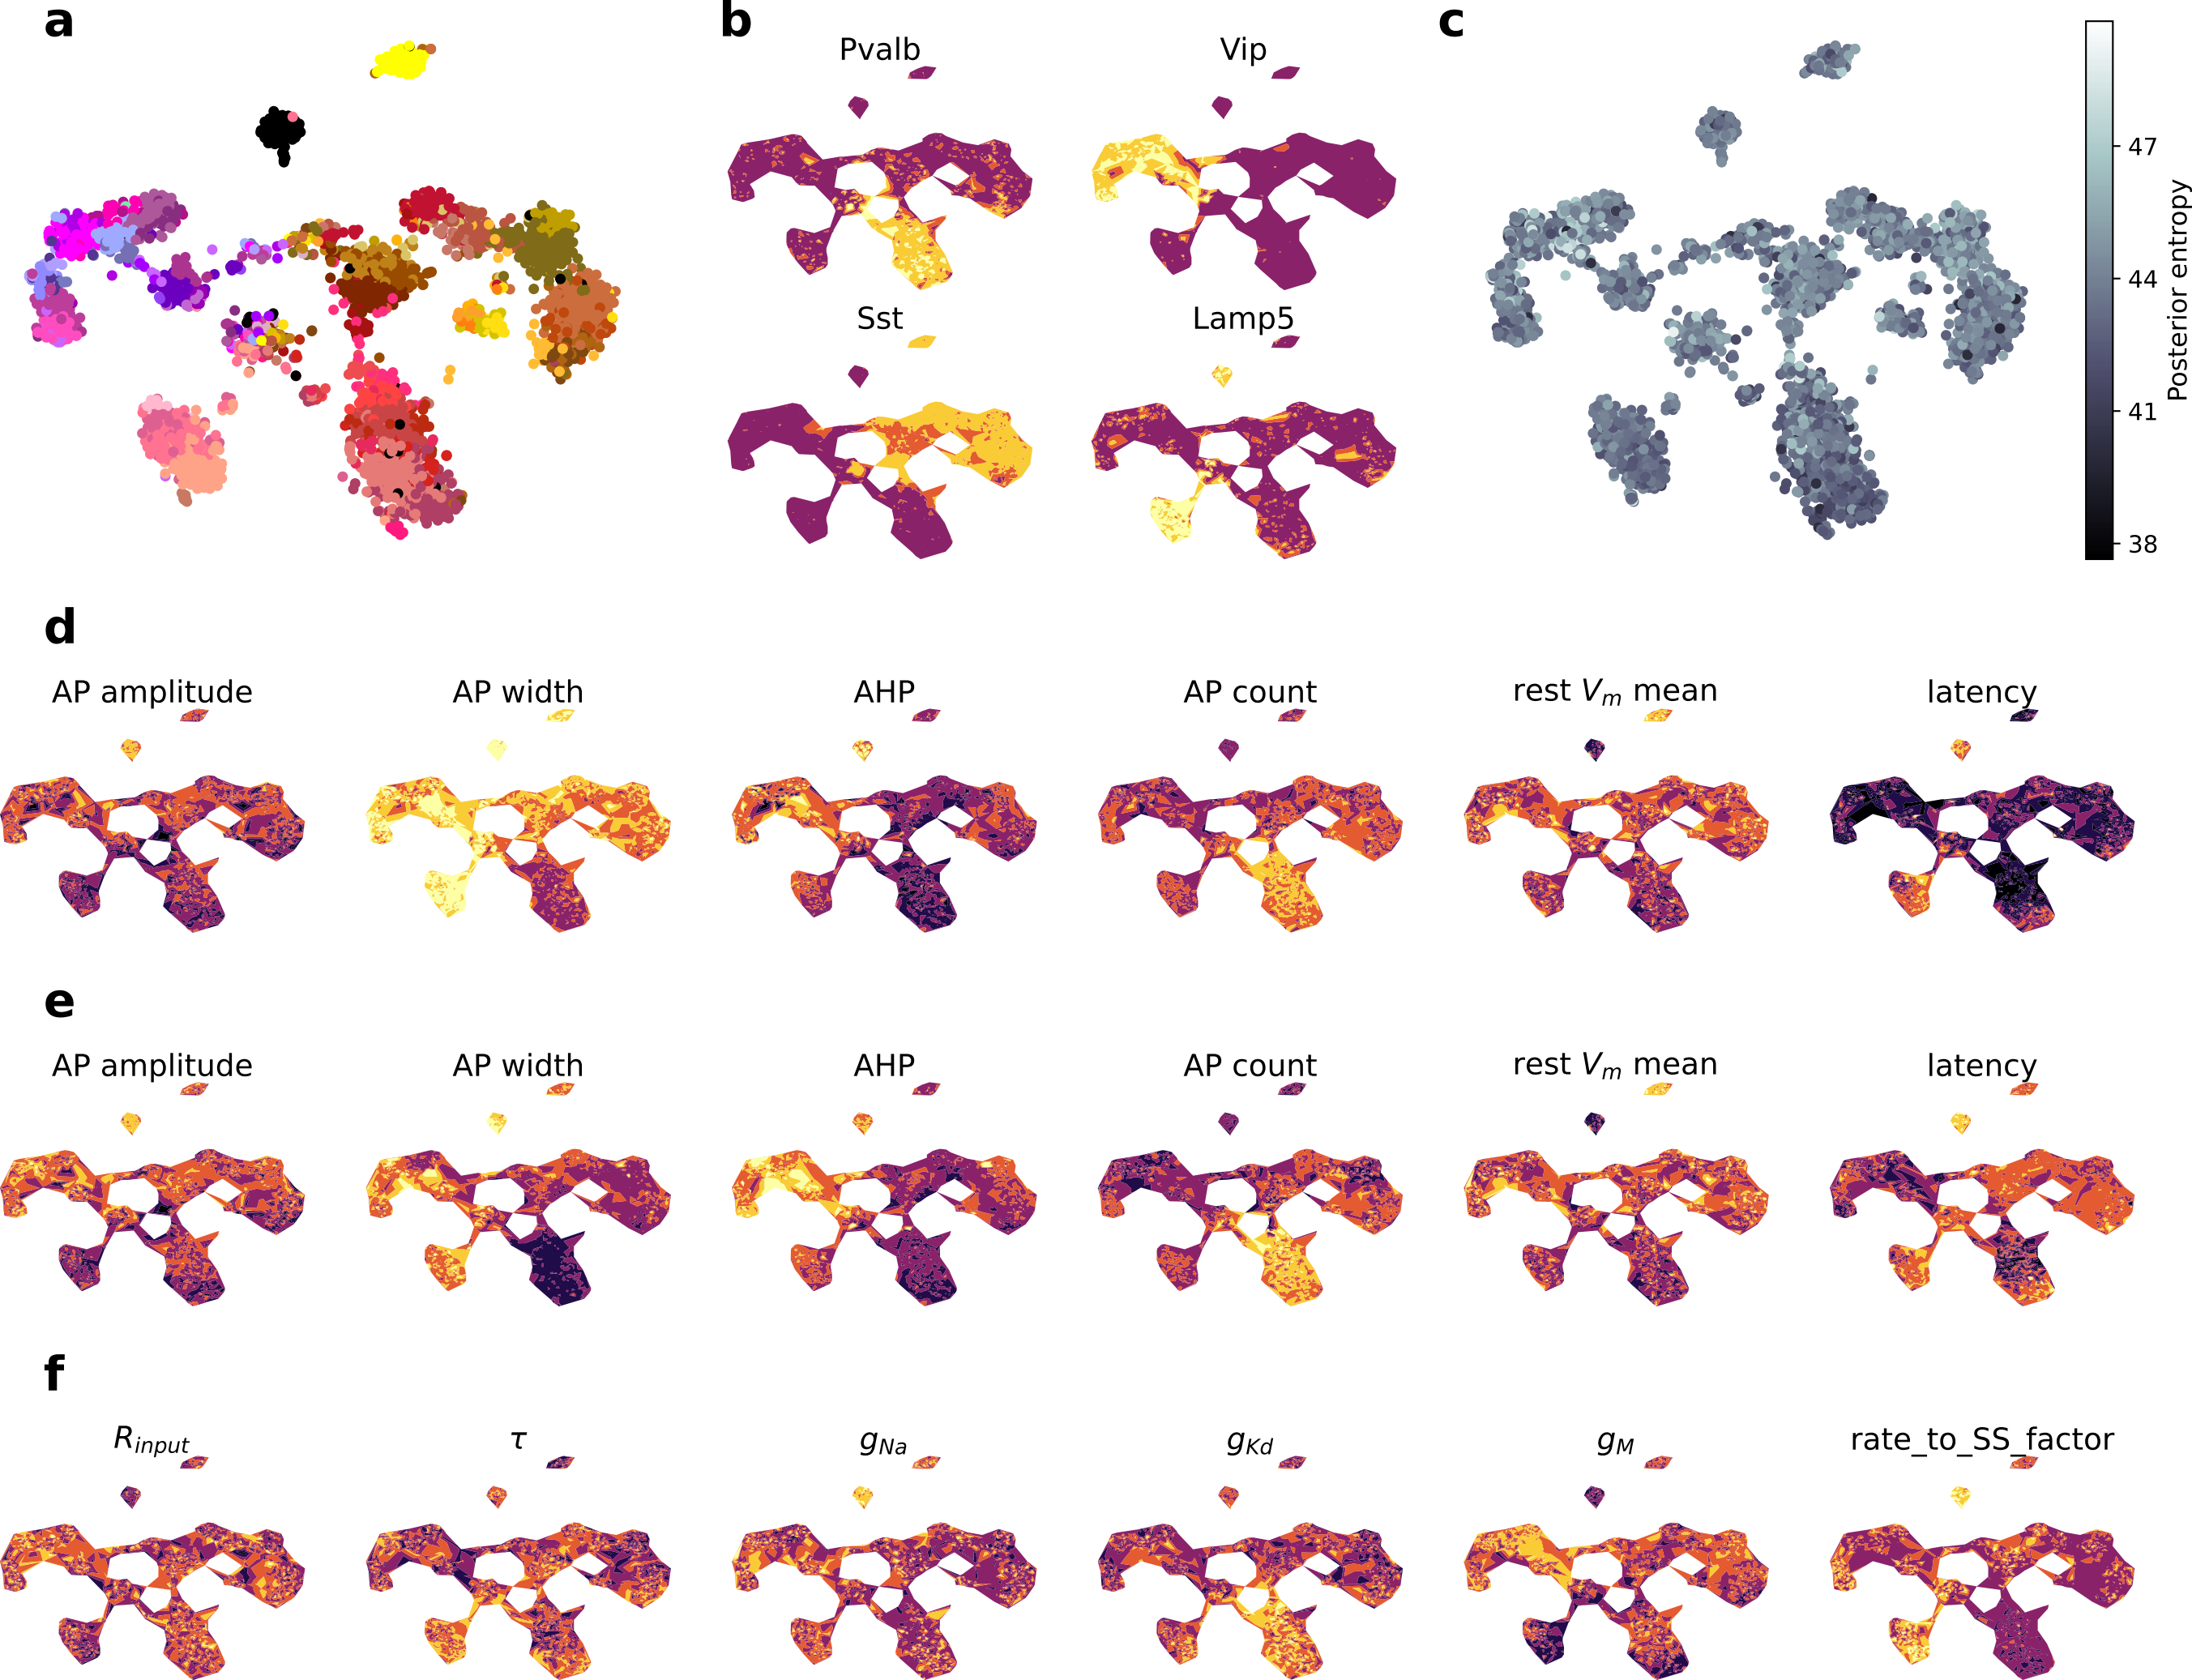 a
b
c
Pvalb
Vip
Sst
Lamp5
47
44
41
38
Posterior entropy
d
AP amplitude
AP width
AHP
AP count
rest Vm mean
latency
e
AP amplitude
AP width
AHP
AP count
rest Vm mean
latency
f
Rinput
τ
gNa
gKd
gM
rate_to_SS_factor